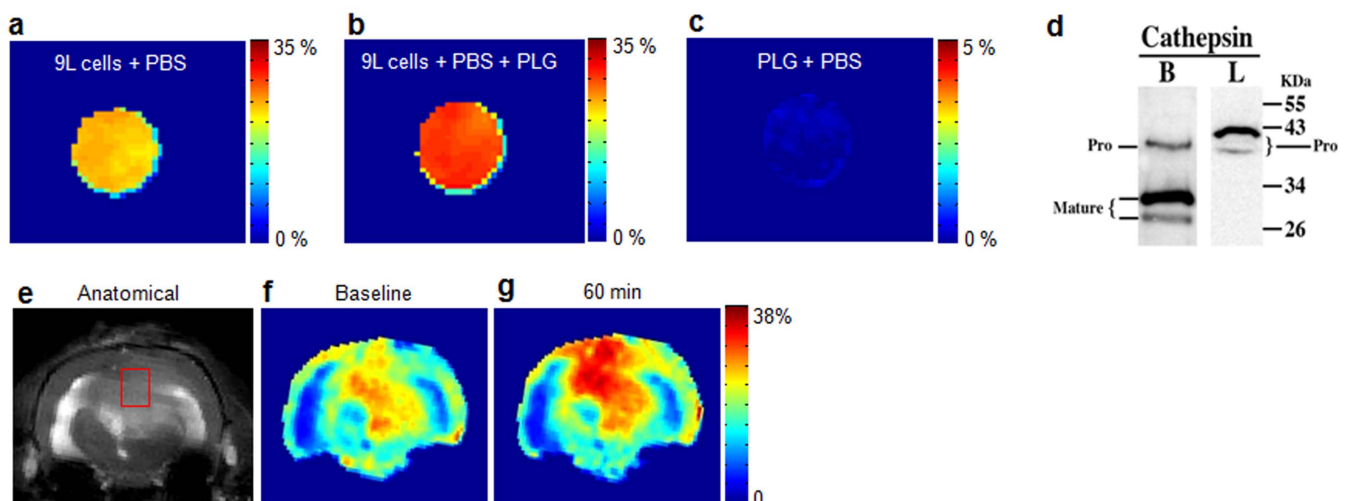 a
9L cells + PBS
35 %
0 %
b
9L cells + PBS + PLG
35 %
0 %
c
PLG + PBS
5 %
0 %
d
Cathepsin
B L
KDa
55
43
Pro
Pro
34
Mature {
26
e Anatomical
f Baseline
g 60 min
38%
0